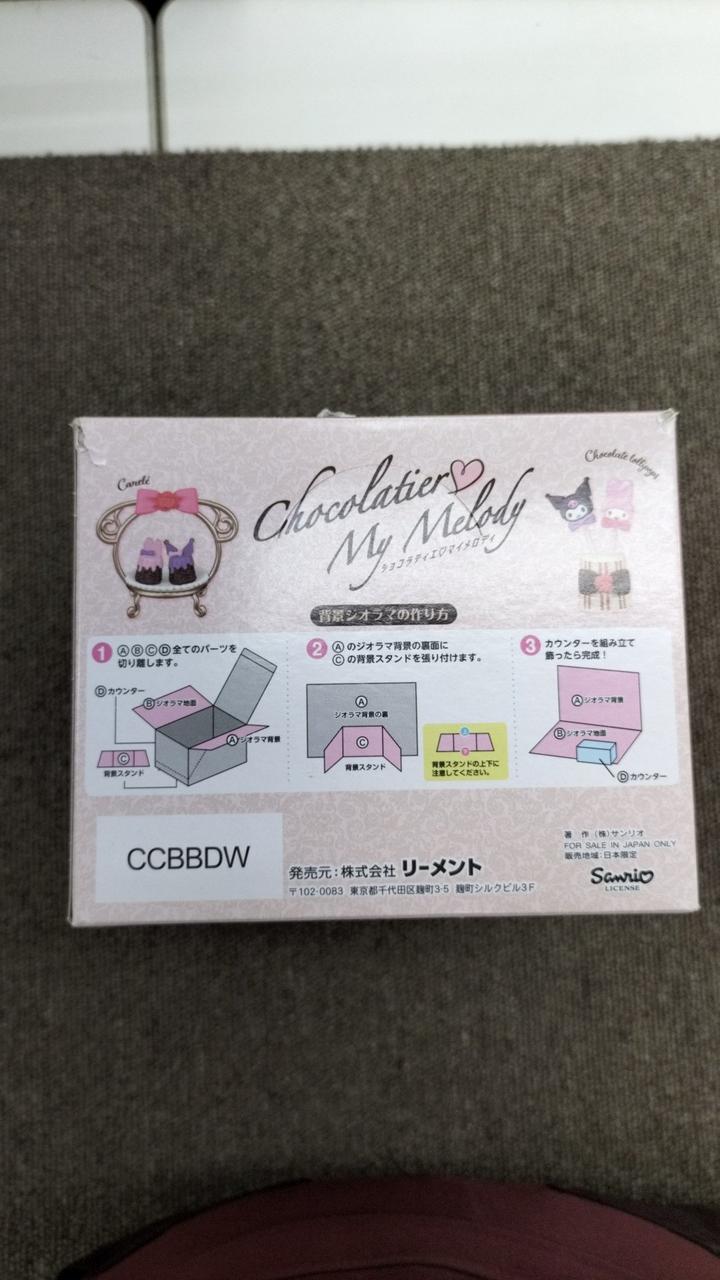 Canelé
Chocolatier♡
My Melody
ショコラティエ♡マイメロディ
Chocolate lollypops
背景ジオラマの作り方
1 ⒶⒷⒸⒹ全てのパーツを
切り離します。
Ⓓカウンター
Ⓑジオラマ地面
Ⓐジオラマ背景
Ⓒ
背景スタンド
2 Ⓐのジオラマ背景の裏面に
Ⓒの背景スタンドを張り付けます。
Ⓐ
ジオラマ背景の裏
Ⓒ
背景スタンド
上
下
背景スタンドの上下に
注意してください。
3 カウンターを組み立て
飾ったら完成!
Ⓐジオラマ背景
Ⓑジオラマ地面
Ⓓカウンター
CCBBDW
発売元:株式会社 リーメント
〒102-0083 東京都千代田区麹町3-5 麹町シルクビル3F
著 作 (株)サンリオ
FOR SALE IN JAPAN ONLY
販売地域:日本限定
Sanrio
LICENSE